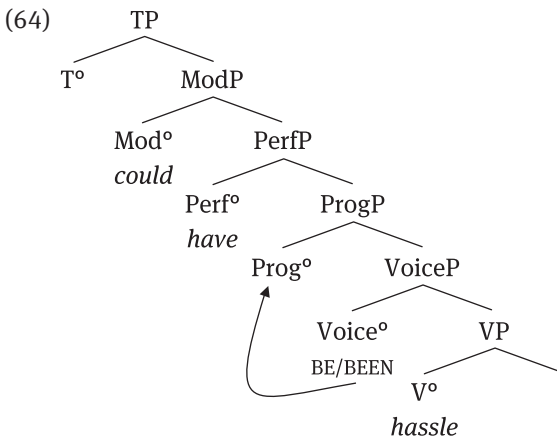 (64) TP
T° ModP
Mod° PerfP
could
Perf° ProgP
have
Prog° VoiceP
Voice° VP
BE/BEEN
V°
hassle